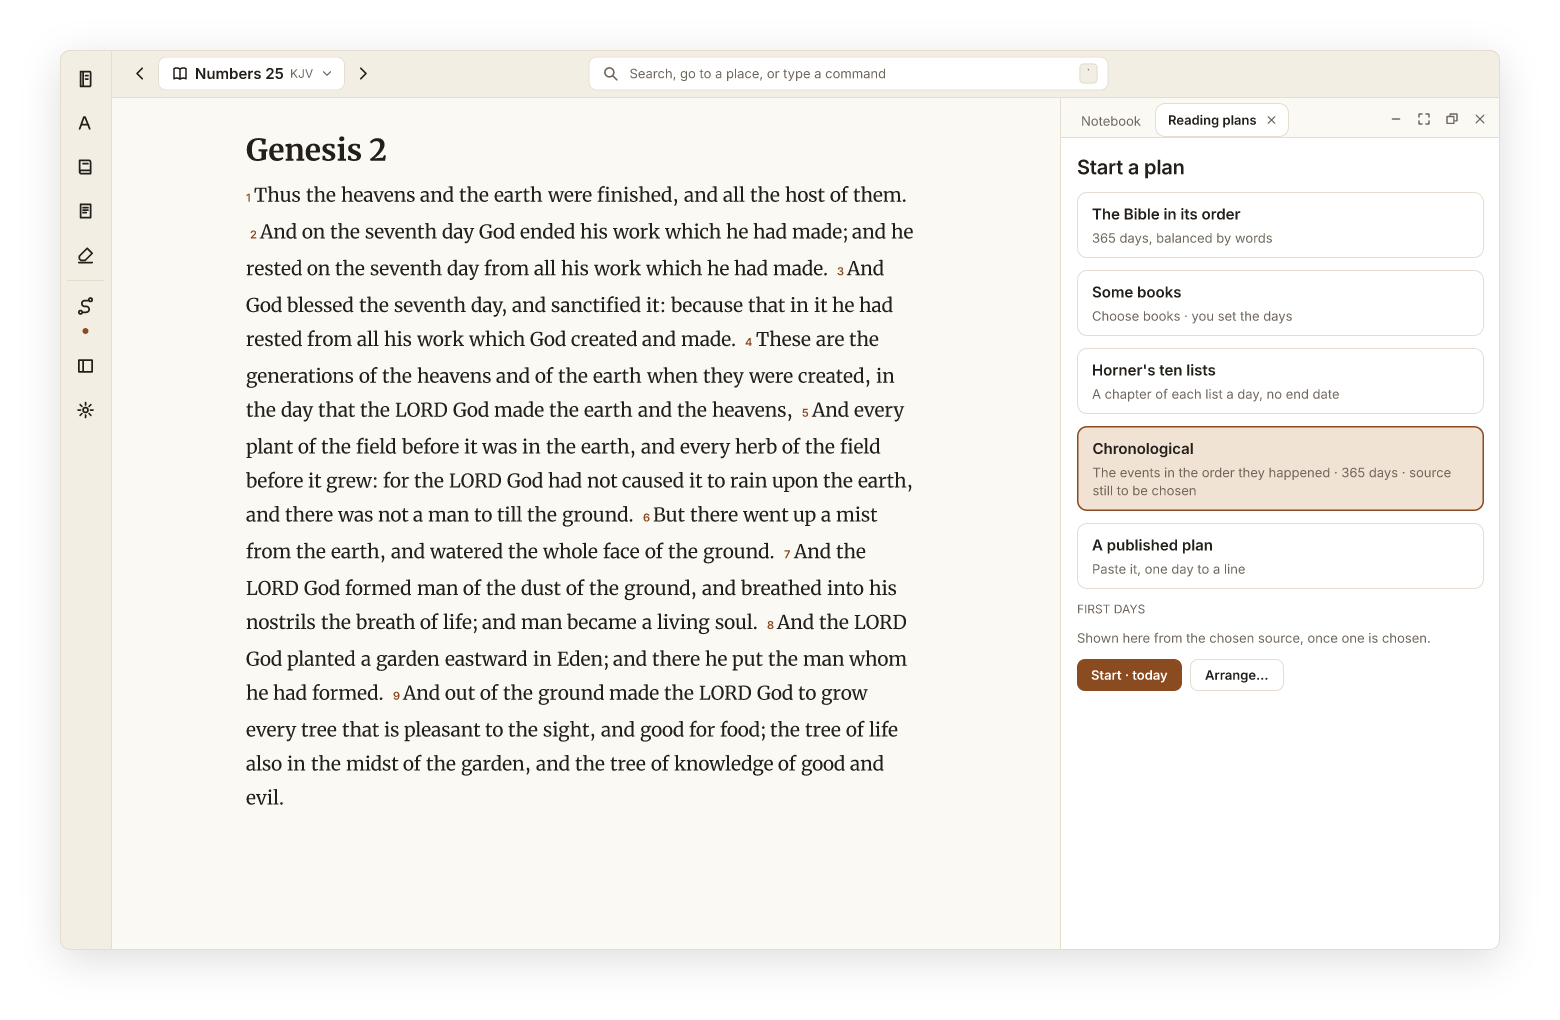 Numbers 25 KJV
Search, go to a place, or type a command
Genesis 2
1 Thus the heavens and the earth were finished, and all the host of them.
2 And on the seventh day God ended his work which he had made; and he
rested on the seventh day from all his work which he had made. 3 And
God blessed the seventh day, and sanctified it: because that in it he had
rested from all his work which God created and made. 4 These are the
generations of the heavens and of the earth when they were created, in
the day that the LORD God made the earth and the heavens, 5 And every
plant of the field before it was in the earth, and every herb of the field
before it grew: for the LORD God had not caused it to rain upon the earth,
and there was not a man to till the ground. 6 But there went up a mist
from the earth, and watered the whole face of the ground. 7 And the
LORD God formed man of the dust of the ground, and breathed into his
nostrils the breath of life; and man became a living soul. 8 And the LORD
God planted a garden eastward in Eden; and there he put the man whom
he had formed. 9 And out of the ground made the LORD God to grow
every tree that is pleasant to the sight, and good for food; the tree of life
also in the midst of the garden, and the tree of knowledge of good and
evil.
Notebook
Reading plans
Start a plan
The Bible in its order
365 days, balanced by words
Some books
Choose books · you set the days
Horner's ten lists
A chapter of each list a day, no end date
Chronological
The events in the order they happened · 365 days · source
still to be chosen
A published plan
Paste it, one day to a line
FIRST DAYS
Shown here from the chosen source, once one is chosen.
Start · today
Arrange...